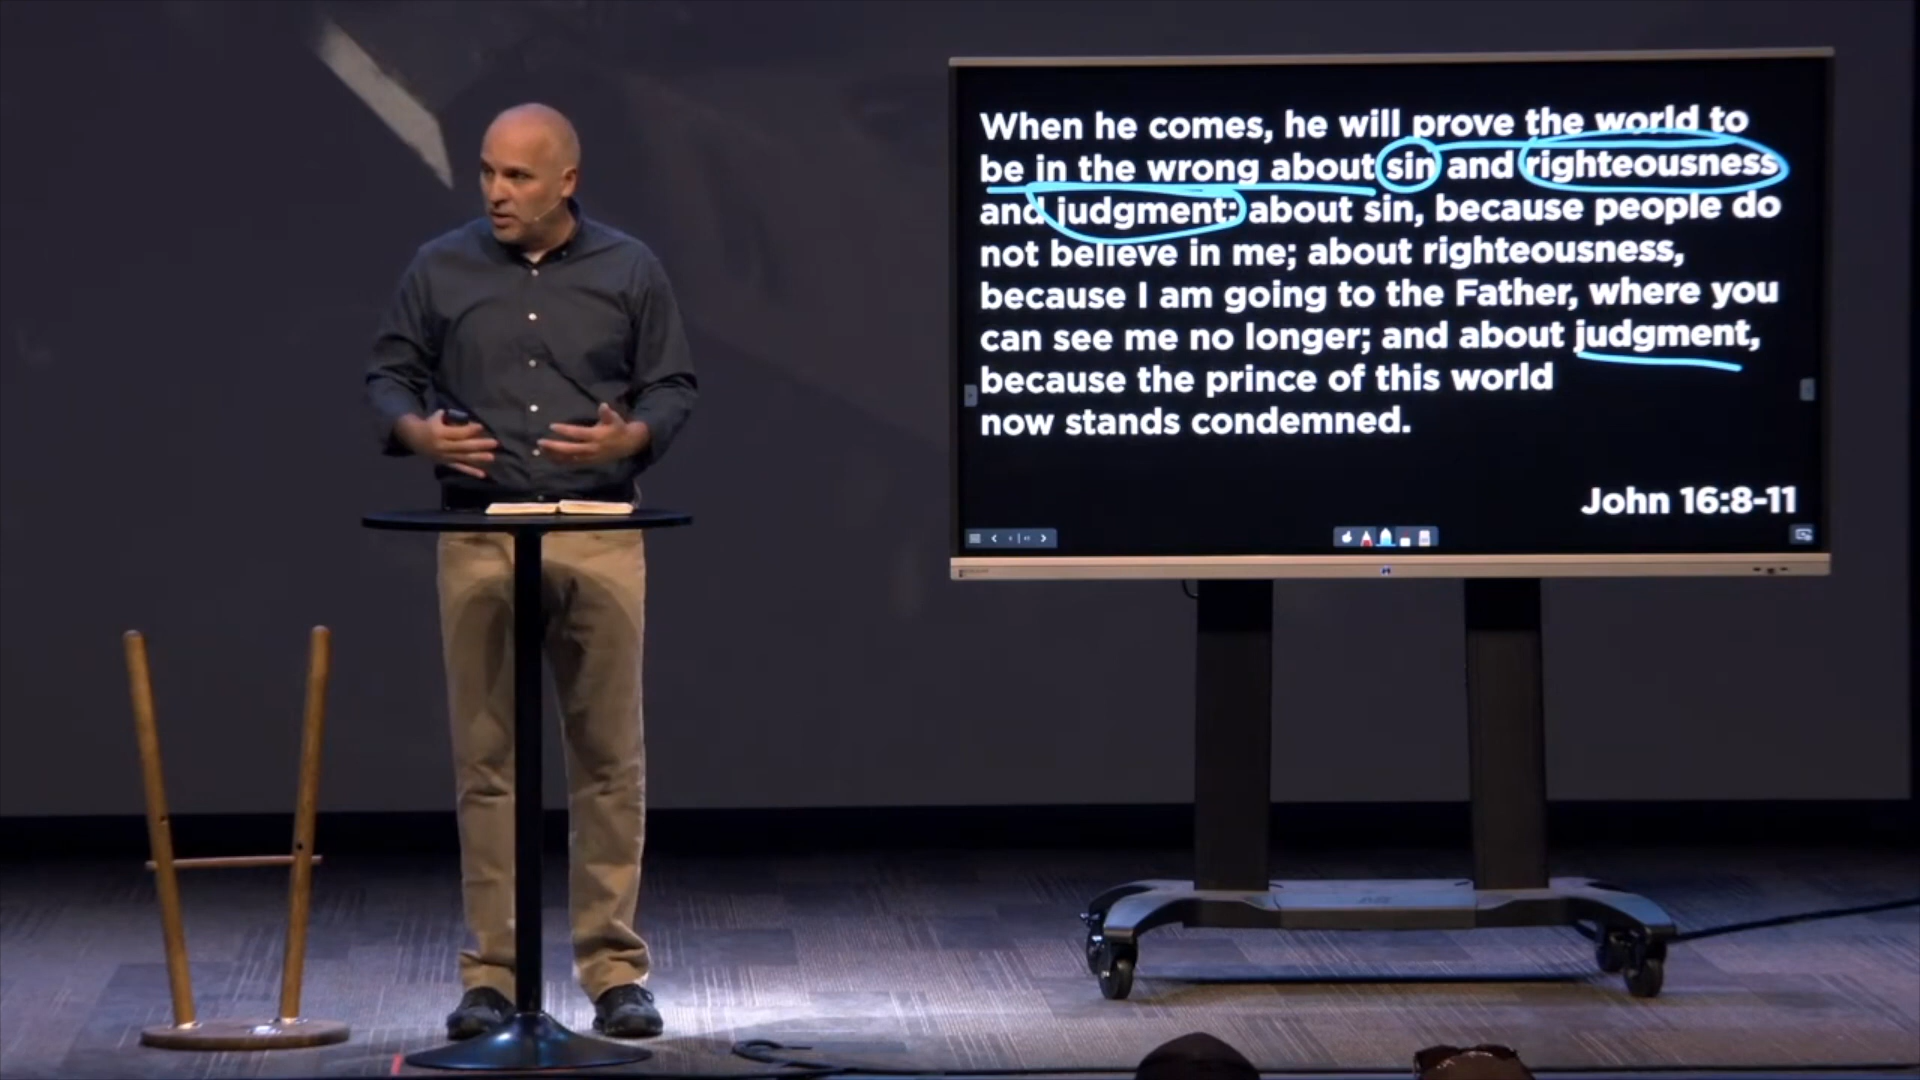 When he comes, he will prove the world to
be in the wrong about sin and righteousness
and judgment: about sin, because people do
not believe in me; about righteousness,
because I am going to the Father, where you
can see me no longer; and about judgment,
because the prince of this world
now stands condemned.
John 16:8-11